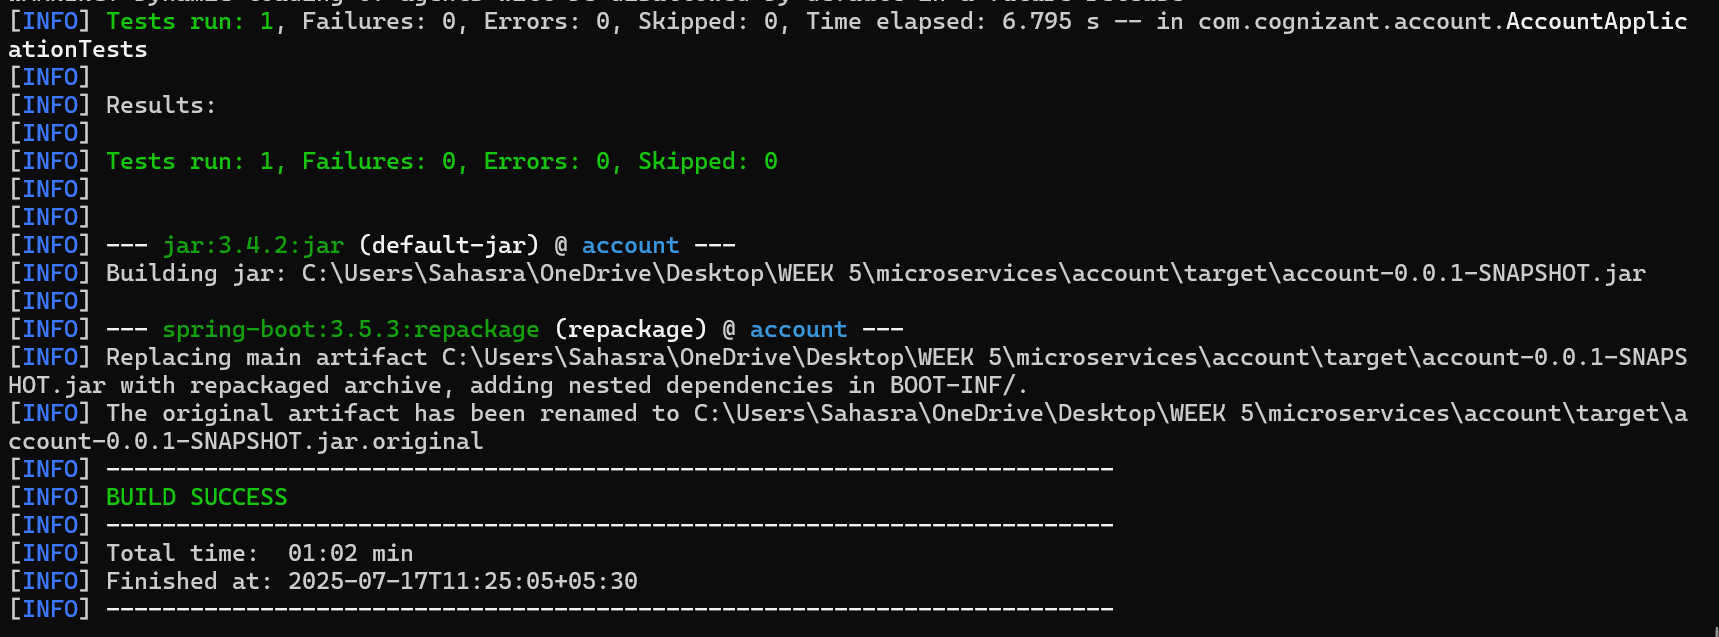 [INFO] Tests run: 1, Failures: 0, Errors: 0, Skipped: 0, Time elapsed: 6.795 s -- in com.cognizant.account.AccountApplic
ationTests
[INFO]
[INFO] Results:
[INFO]
[INFO] Tests run: 1, Failures: 0, Errors: 0, Skipped: 0
[INFO]
[INFO]
[INFO] --- jar:3.4.2:jar (default-jar) @ account ---
[INFO] Building jar: C:\Users\Sahasra\OneDrive\Desktop\WEEK 5\microservices\account\target\account-0.0.1-SNAPSHOT.jar
[INFO]
[INFO] --- spring-boot:3.5.3:repackage (repackage) @ account ---
[INFO] Replacing main artifact C:\Users\Sahasra\OneDrive\Desktop\WEEK 5\microservices\account\target\account-0.0.1-SNAPS
HOT.jar with repackaged archive, adding nested dependencies in BOOT-INF/.
[INFO] The original artifact has been renamed to C:\Users\Sahasra\OneDrive\Desktop\WEEK 5\microservices\account\target\a
ccount-0.0.1-SNAPSHOT.jar.original
[INFO] ------------------------------------------------------------------------
[INFO] BUILD SUCCESS
[INFO] ------------------------------------------------------------------------
[INFO] Total time:  01:02 min
[INFO] Finished at: 2025-07-17T11:25:05+05:30
[INFO] ------------------------------------------------------------------------